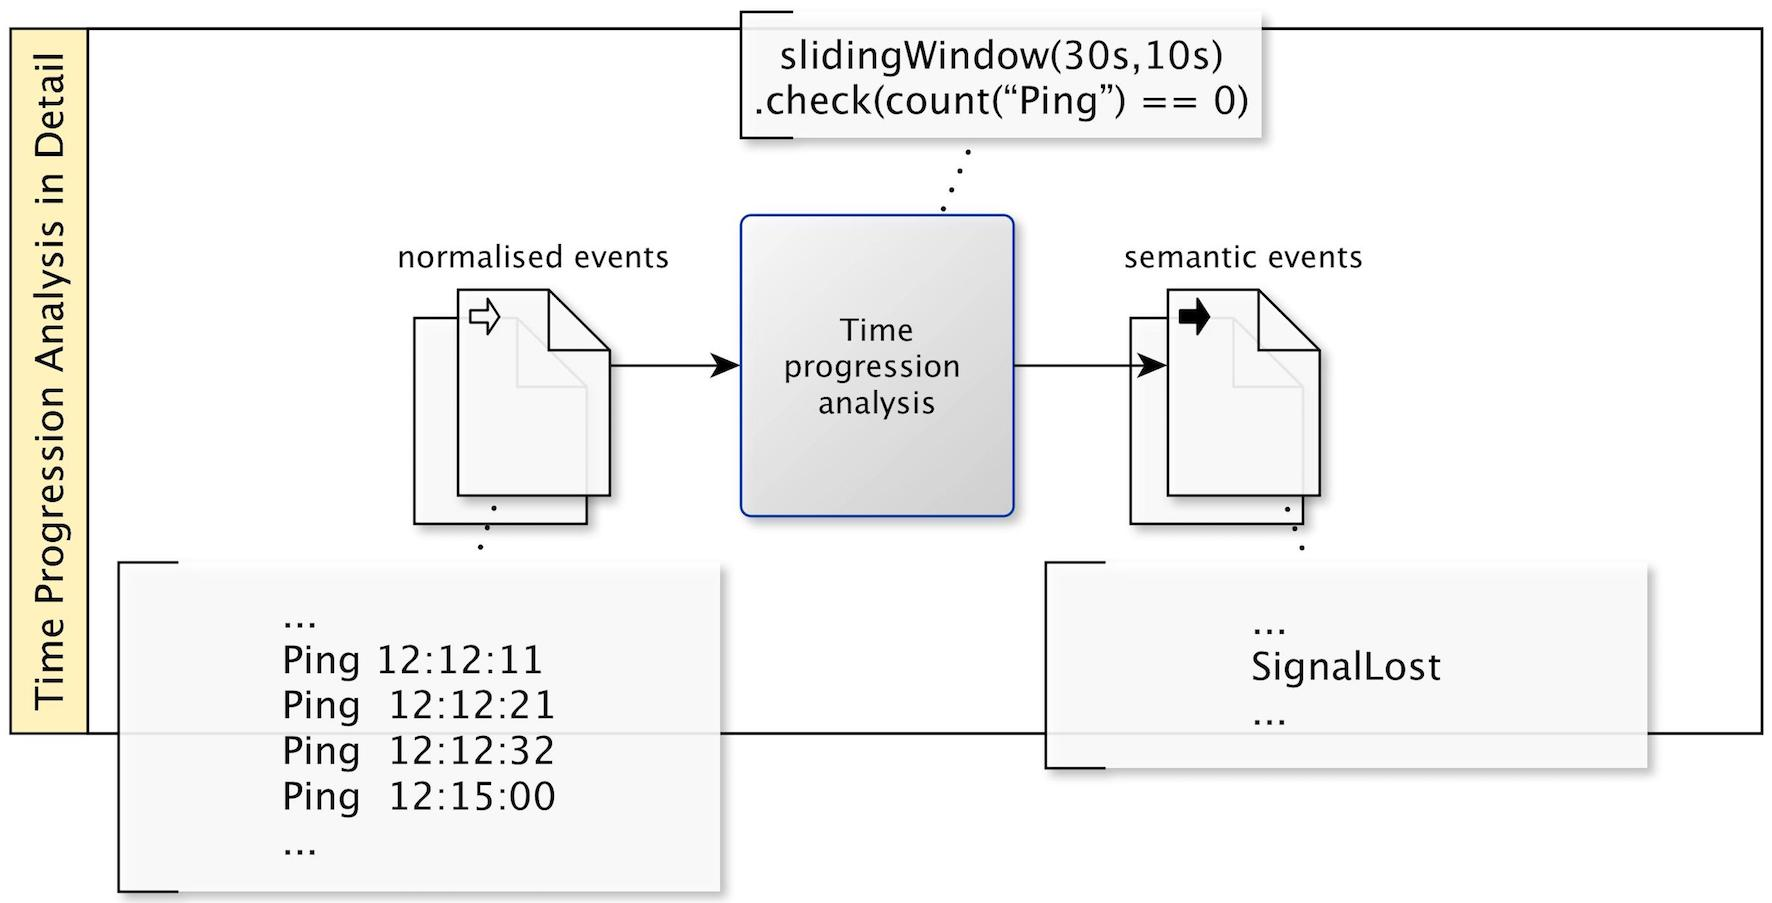 Time Progression Analysis in Detail
slidingWindow(30s,10s)
.check(count(“Ping”) == 0)
normalised events
semantic events
Time
progression
analysis
...
Ping 12:12:11
Ping 12:12:21
Ping 12:12:32
Ping 12:15:00
...
...
SignalLost
...